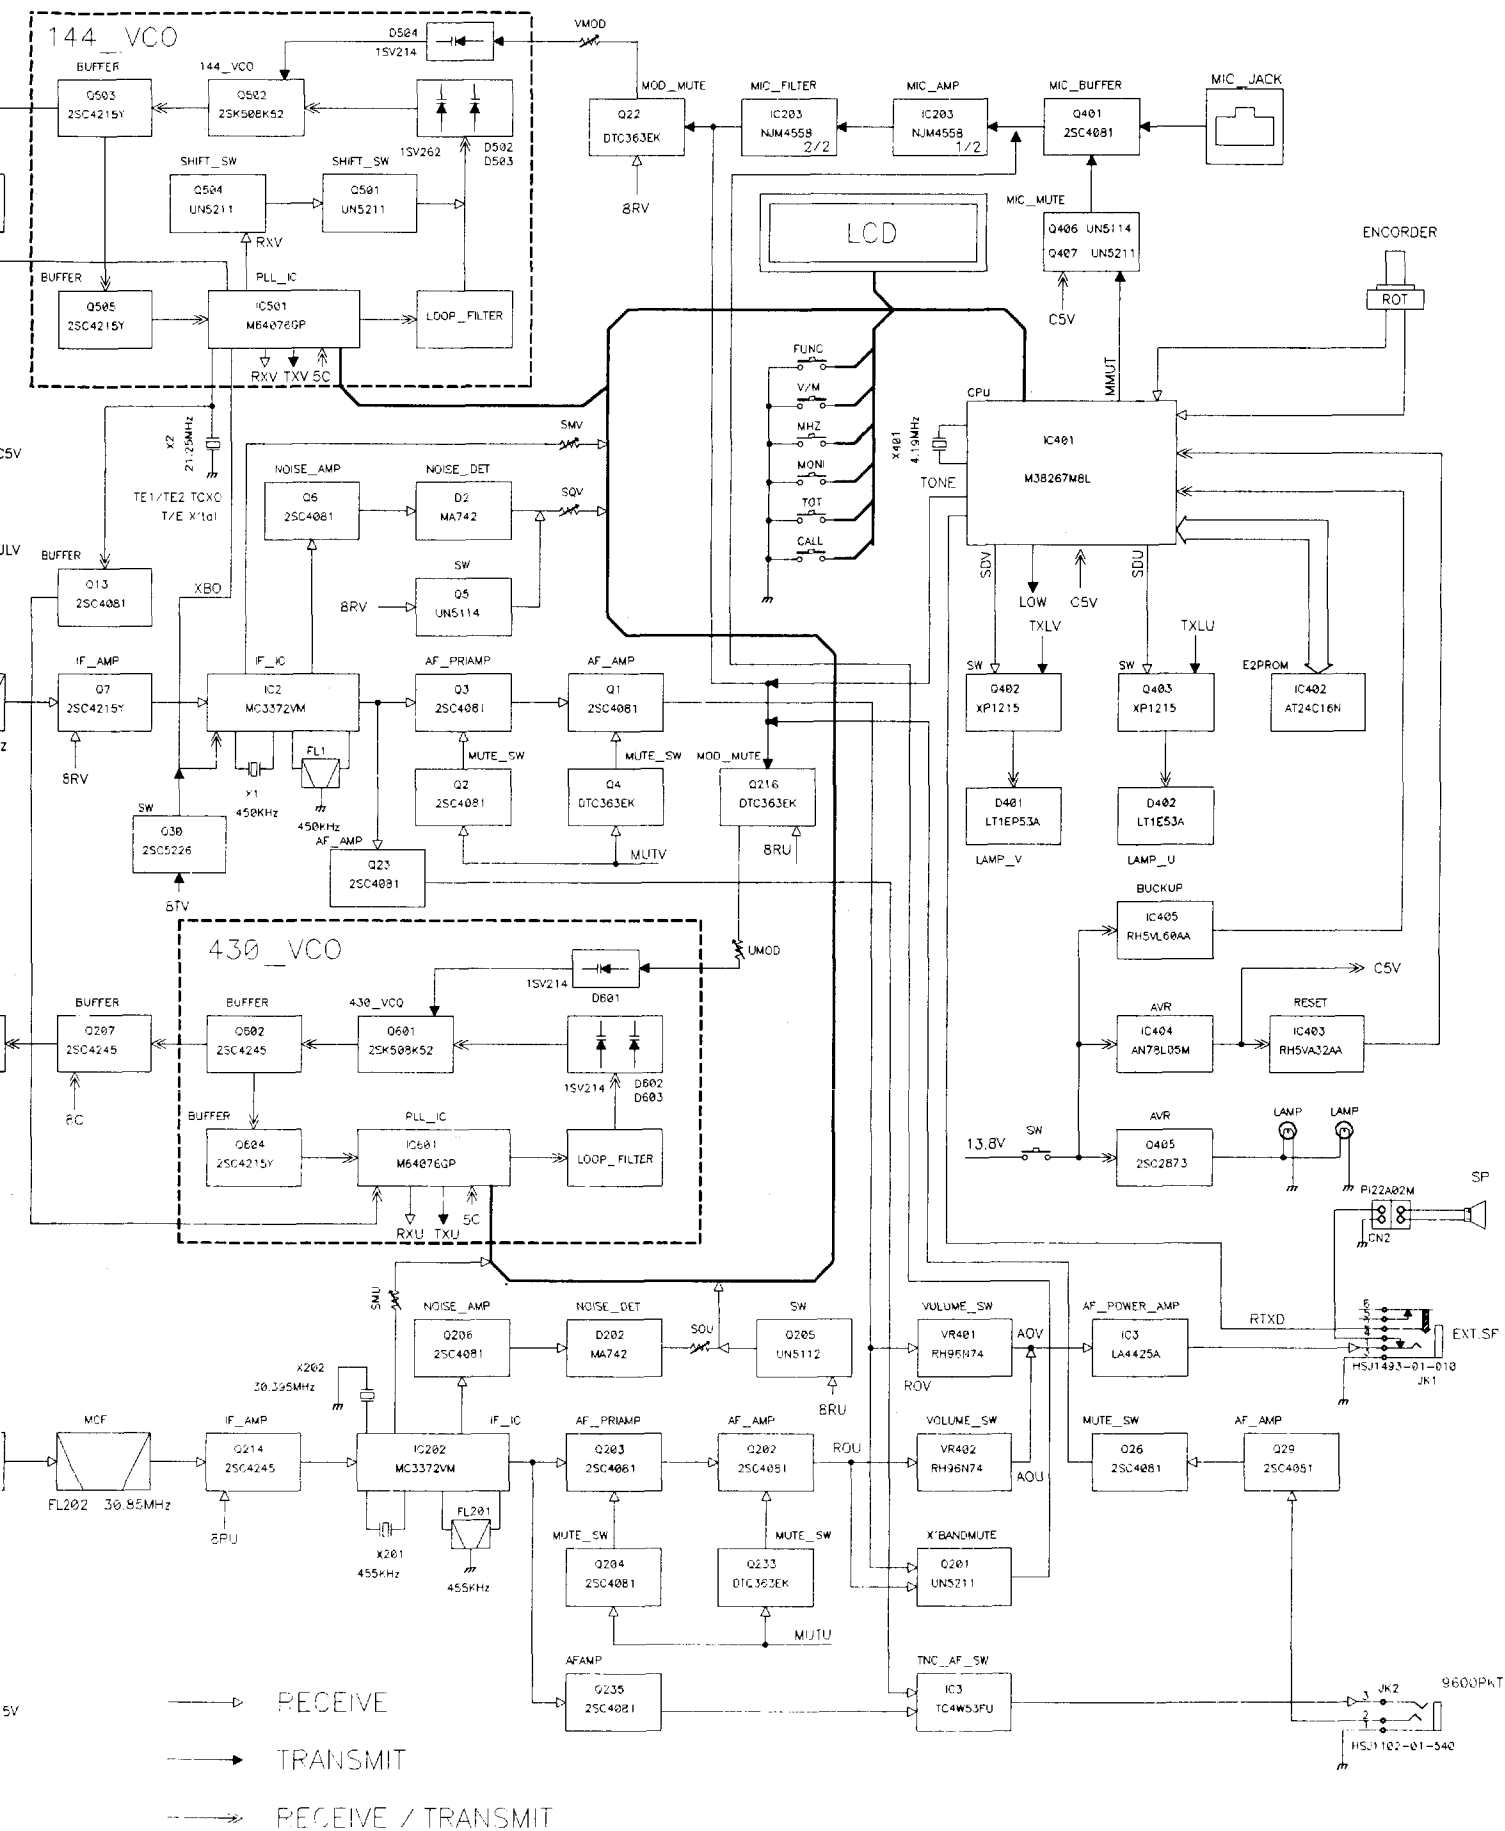 144_VCO
BUFFER
Q503
2SC4215Y
144_VCO
Q502
2SK508K52
D504
1SV214
VMOD
1SV262
D502
D503
SHIFT_SW
Q504
UN5211
SHIFT_SW
Q501
UN5211
RXV
BUFFER
Q505
2SC4215Y
PLL_IC
IC501
M64076GP
LOOP_FILTER
RXV TXV 5C
MOD_MUTE
Q22
DTC363EK
8RV
MIC_FILTER
IC203
NJM4558
2/2
MIC_AMP
IC203
NJM4558
1/2
MIC_BUFFER
Q401
2SC4081
MIC_JACK
MIC_MUTE
Q406 UN5114
Q407 UN5211
C5V
MMUT
LCD
ENCORDER
ROT
FUNC
V/M
MHZ
MONI
TOT
CALL
X401
4.19MHz
CPU
IC401
M38267M8L
TONE
SDV
LOW
C5V
SDU
TXLV
TXLU
SW
Q402
XP1215
SW
Q403
XP1215
E2PROM
IC402
AT24C16N
D401
LT1EP53A
LAMP_V
D402
LT1E53A
LAMP_U
C5V
X2
21.25MHz
TE1/TE2 TCXO
T/E X'tal
ULV
BUFFER
Q13
2SC4081
XBO
NOISE_AMP
Q6
2SC4081
NOISE_DET
D2
MA742
SMV
SQV
SW
Q5
UN5114
8RV
IF_AMP
Q7
2SC4215Y
8RV
z
IF_IC
IC2
MC3372VM
X1
450KHz
FL1
450KHz
AF_PRIAMP
Q3
2SC4081
AF_AMP
Q1
2SC4081
MUTE_SW
Q2
2SC4081
MUTE_SW
Q4
DTC363EK
MUTV
MOD_MUTE
Q216
DTC363EK
8RU
SW
Q30
2SC5226
8TV
AF_AMP
Q23
2SC4081
430_VCO
UMOD
1SV214
D601
BUFFER
Q207
2SC4245
8C
BUFFER
Q602
2SC4245
430_VCO
Q601
2SK508K52
1SV214
D602
D603
BUFFER
Q604
2SC4215Y
PLL_IC
IC601
M64076GP
LOOP_FILTER
RXU TXU 5C
BUCKUP
IC405
RH5VL60AA
C5V
AVR
IC404
AN78L05M
RESET
IC403
RH5VA32AA
13.8V
SW
AVR
Q405
2SC2873
LAMP
LAMP
SP
PI22A02M
CN2
SMU
NOISE_AMP
Q206
2SC4081
NOISE_DET
D202
MA742
SQU
SW
Q205
UN5112
8RU
X202
30.395MHz
VOLUME_SW
VR401
RH96N74
ROV
AOV
AF_POWER_AMP
IC3
LA4425A
RTXD
6
5
4
EXT.SP
HSJ1493-01-010
JK1
MCF
FL202 30.85MHz
IF_AMP
Q214
2SC4245
8RU
IF_IC
IC202
MC3372VM
X201
455KHz
FL201
455KHz
AF_PRIAMP
Q203
2SC4081
AF_AMP
Q202
2SC4081
ROU
VOLUME_SW
VR402
RH96N74
AOU
MUTE_SW
Q26
2SC4081
AF_AMP
Q29
2SC4051
MUTE_SW
Q204
2SC4081
MUTE_SW
Q233
DTC363EK
MUTU
X'BANDMUTE
Q201
UN5211
AFAMP
Q235
2SC4081
TNC_AF_SW
IC3
TC4W53FU
9600PKT
JK2
3
2
1
HSJ1102-01-540
5V
RECEIVE
TRANSMIT
RECEIVE / TRANSMIT